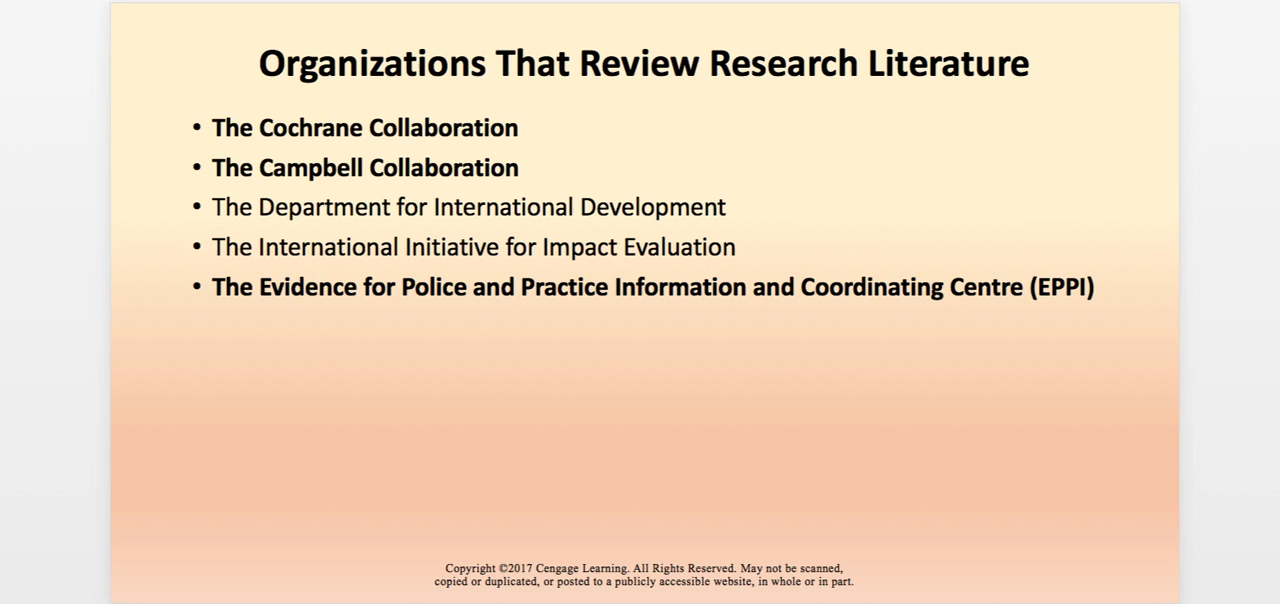 Organizations That Review Research Literature
• The Cochrane Collaboration
• The Campbell Collaboration
• The Department for International Development
• The International Initiative for Impact Evaluation
• The Evidence for Police and Practice Information and Coordinating Centre (EPPI)
Copyright ©2017 Cengage Learning. All Rights Reserved. May not be scanned,
copied or duplicated, or posted to a publicly accessible website, in whole or in part.